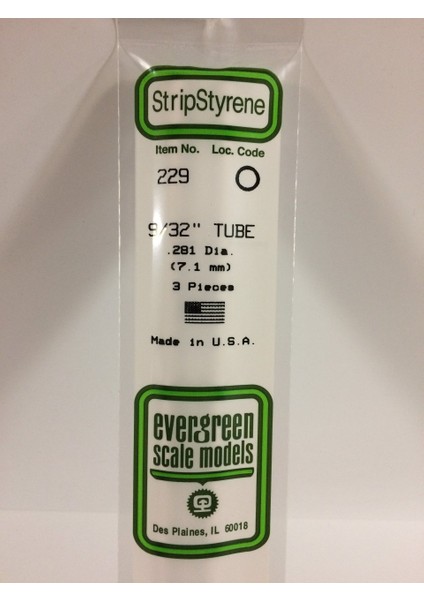 StripStyrene
Item No. Loc. Code
229 O
9/32" TUBE
.281 Dia.
(7.1 mm)
3 Pieces
Made in U.S.A.
evergreen
scale models
Des Plaines, IL 60018